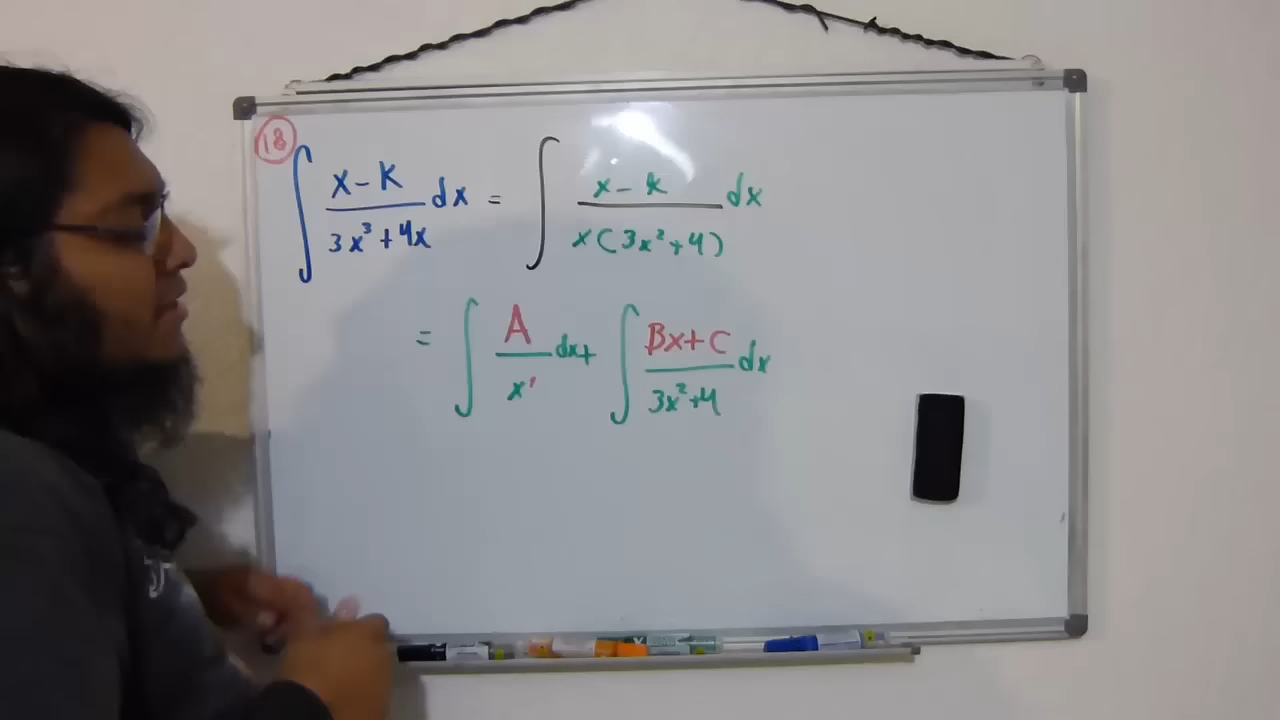 18 ∫ x-k / 3x³+4x dx = ∫ x-k / x(3x²+4) dx
= ∫ A / x' dx + ∫ Bx+C / 3x²+4 dx